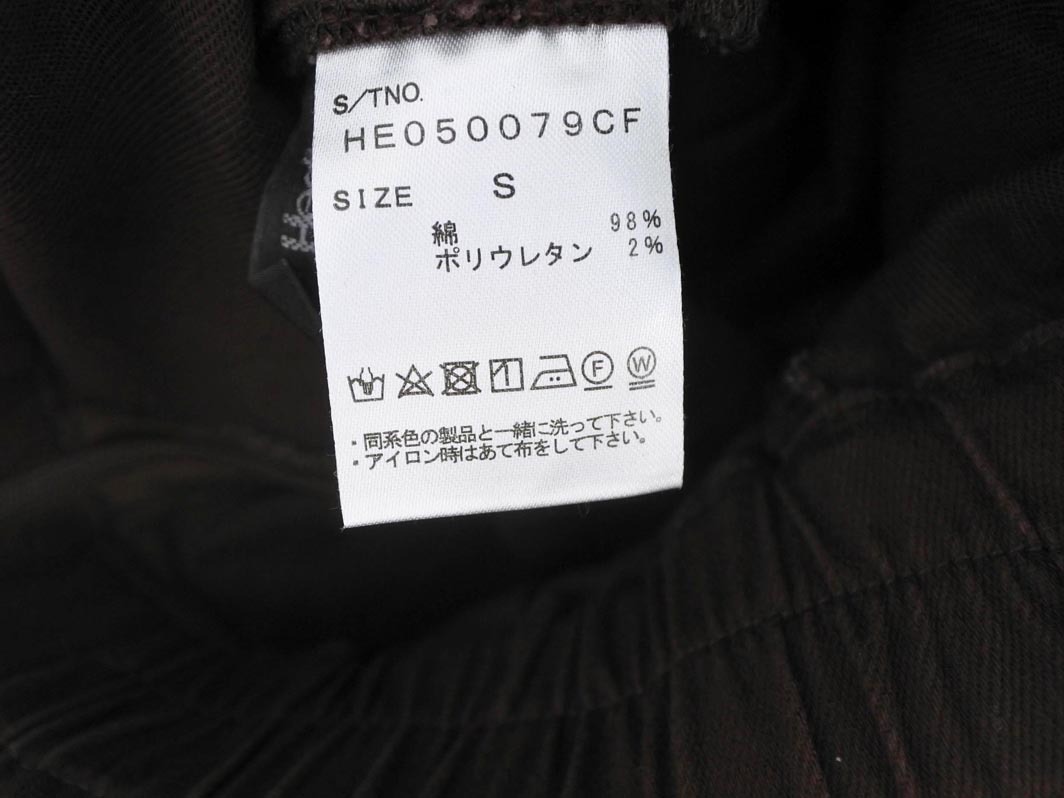 S/TNO.
HE050079CF
SIZE S
綿 98%
ポリウレタン 2%
F W
・同系色の製品と一緒に洗って下さい。
・アイロン時はあて布をして下さい。